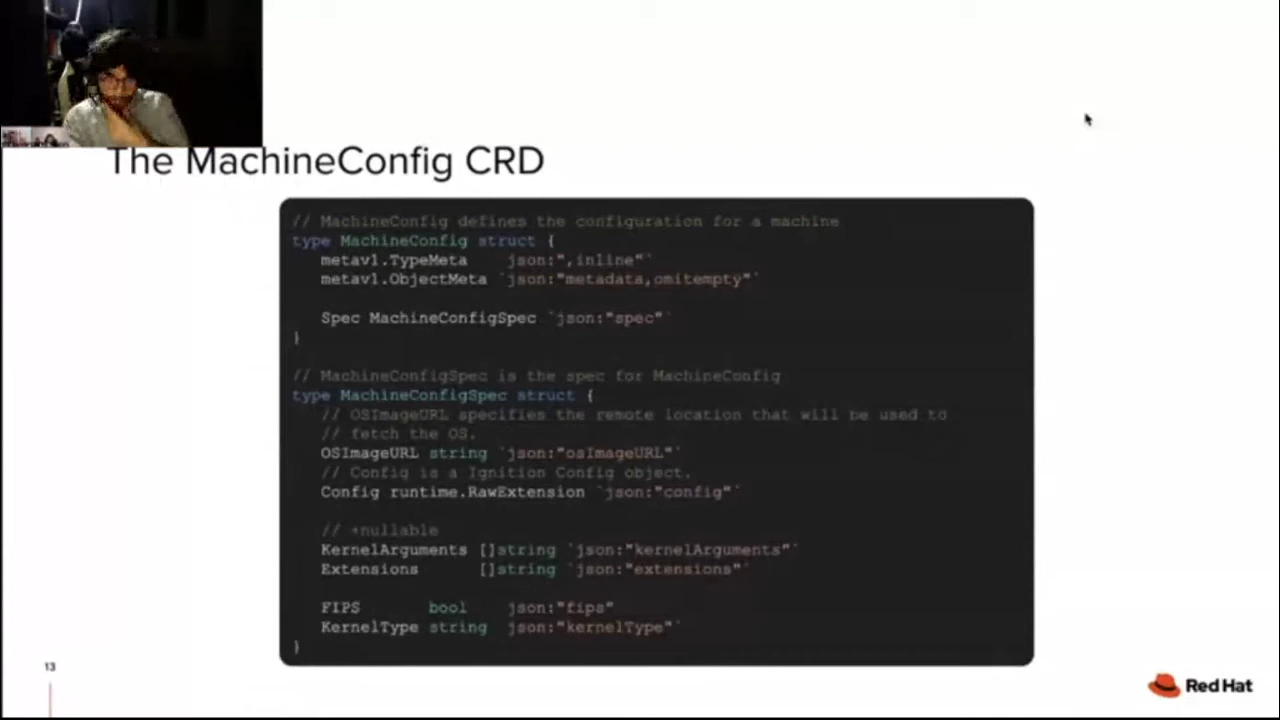 The MachineConfig CRD
// MachineConfig defines the configuration for a machine
type MachineConfig struct {
metav1.TypeMeta json:",inline"`
metav1.ObjectMeta `json:"metadata,omitempty"`
Spec MachineConfigSpec `json:"spec"`
}
// MachineConfigSpec is the spec for MachineConfig
type MachineConfigSpec struct {
// OSImageURL specifies the remote location that will be used to
// fetch the OS.
OSImageURL string `json:"osImageURL"`
// Config is a Ignition Config object.
Config runtime.RawExtension `json:"config"`
// +nullable
KernelArguments []string `json:"kernelArguments"`
Extensions []string `json:"extensions"`
FIPS bool json:"fips"
KernelType string json:"kernelType"`
}
13
Red Hat